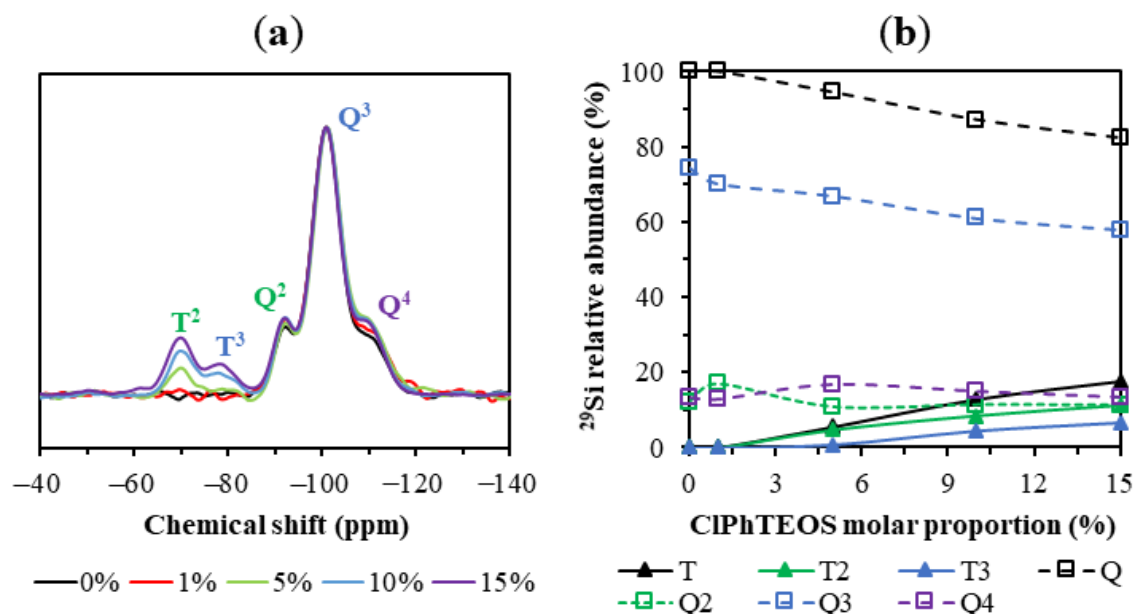 (a)
Q³
Q²
Q⁴
T²
T³
−40 −60 −80 −100 −120 −140
Chemical shift (ppm)
0% 1% 5% 10% 15%
(b)
²⁹Si relative abundance (%)
100
80
60
40
20
0
0 3 6 9 12 15
ClPhTEOS molar proportion (%)
T T2 T3 Q
Q2 Q3 Q4